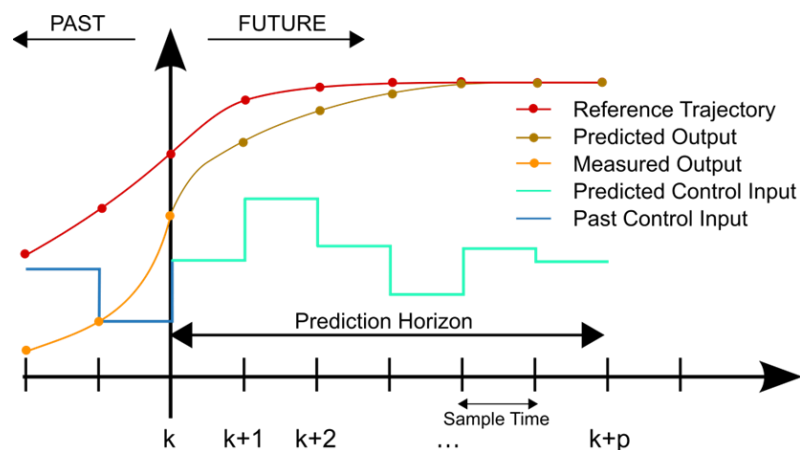 PAST
FUTURE
Reference Trajectory
Predicted Output
Measured Output
Predicted Control Input
Past Control Input
Prediction Horizon
Sample Time
k k+1 k+2 ... k+p